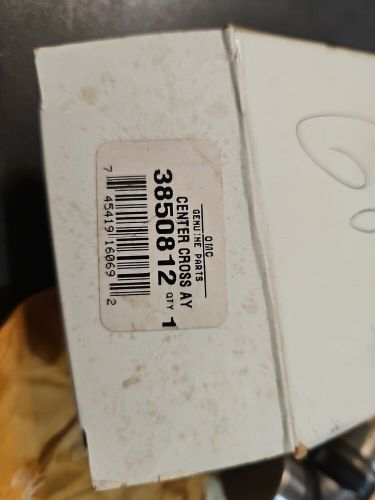 OMC
GENUINE PARTS
CENTER CROSS AY
3850812 QTY 1
7 45419 16069 2